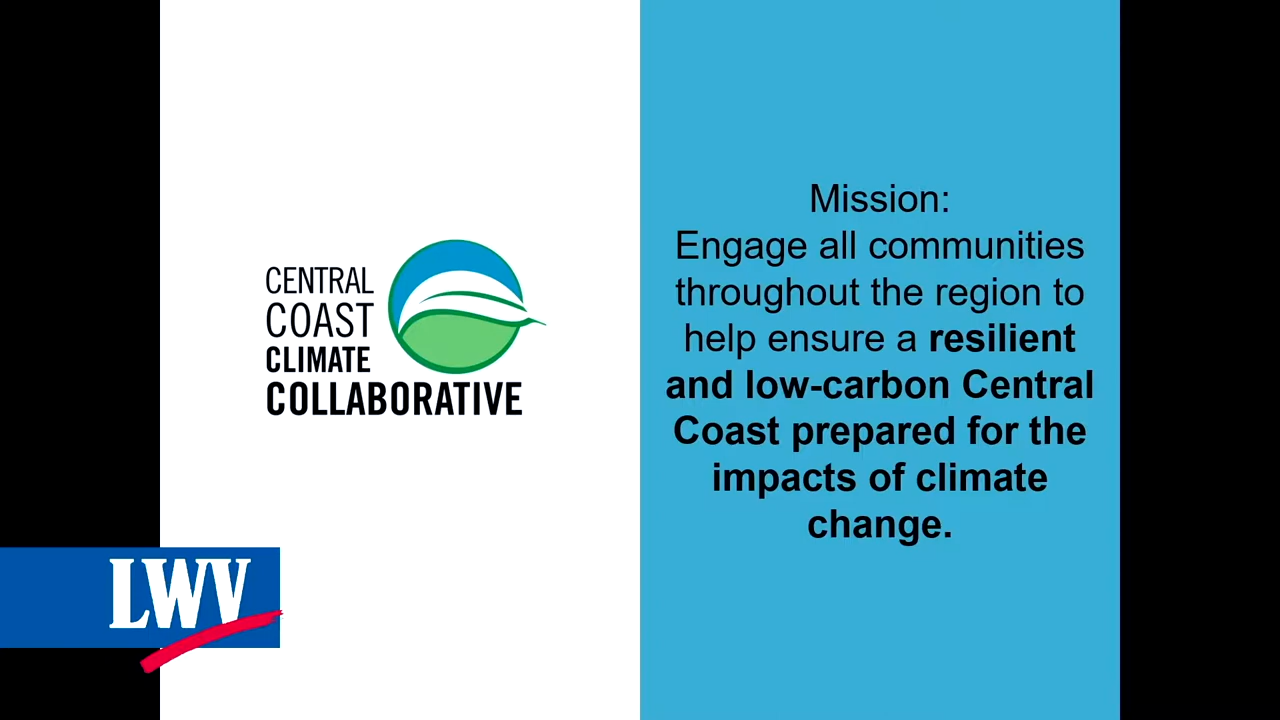 CENTRAL
COAST
CLIMATE
COLLABORATIVE
Mission:
Engage all communities
throughout the region to
help ensure a resilient
and low-carbon Central
Coast prepared for the
impacts of climate
change.
LWV